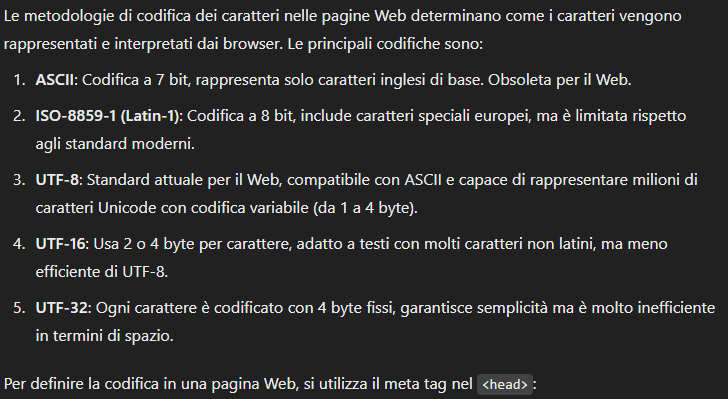 Le metodologie di codifica dei caratteri nelle pagine Web determinano come i caratteri vengono
rappresentati e interpretati dai browser. Le principali codifiche sono:
1. ASCII: Codifica a 7 bit, rappresenta solo caratteri inglesi di base. Obsoleta per il Web.
2. ISO-8859-1 (Latin-1): Codifica a 8 bit, include caratteri speciali europei, ma è limitata rispetto
agli standard moderni.
3. UTF-8: Standard attuale per il Web, compatibile con ASCII e capace di rappresentare milioni di
caratteri Unicode con codifica variabile (da 1 a 4 byte).
4. UTF-16: Usa 2 o 4 byte per carattere, adatto a testi con molti caratteri non latini, ma meno
efficiente di UTF-8.
5. UTF-32: Ogni carattere è codificato con 4 byte fissi, garantisce semplicità ma è molto inefficiente
in termini di spazio.
Per definire la codifica in una pagina Web, si utilizza il meta tag nel <head>: